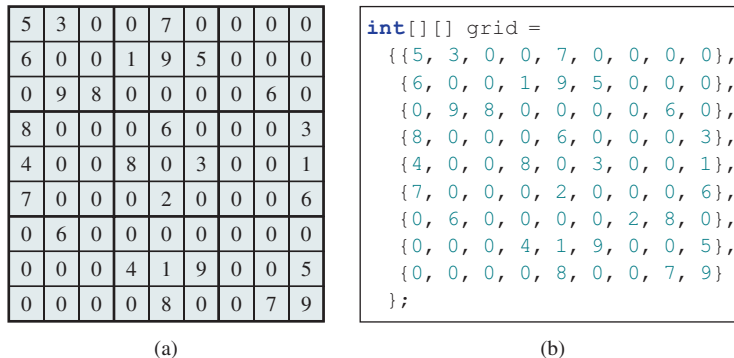 5 3 0 0 7 0 0 0 0
6 0 0 1 9 5 0 0 0
0 9 8 0 0 0 0 6 0
8 0 0 0 6 0 0 0 3
4 0 0 8 0 3 0 0 1
7 0 0 0 2 0 0 0 6
0 6 0 0 0 0 0 0 0
0 0 0 4 1 9 0 0 5
0 0 0 0 8 0 0 7 9
(a)
int[][] grid =
{{5, 3, 0, 0, 7, 0, 0, 0, 0},
{6, 0, 0, 1, 9, 5, 0, 0, 0},
{0, 9, 8, 0, 0, 0, 0, 6, 0},
{8, 0, 0, 0, 6, 0, 0, 0, 3},
{4, 0, 0, 8, 0, 3, 0, 0, 1},
{7, 0, 0, 0, 2, 0, 0, 0, 6},
{0, 6, 0, 0, 0, 0, 2, 8, 0},
{0, 0, 0, 4, 1, 9, 0, 0, 5},
{0, 0, 0, 0, 8, 0, 0, 7, 9}
};
(b)